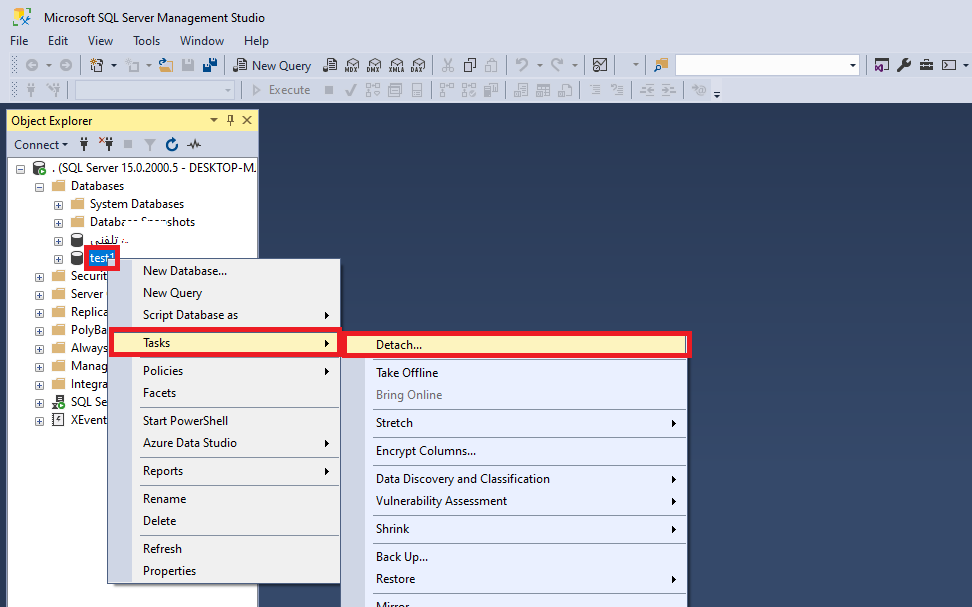 Microsoft SQL Server Management Studio
File Edit View Tools Window Help
New Query MDX DMX XMLA DAX
Execute
Object Explorer
Connect
. (SQL Server 15.0.2000.5 - DESKTOP-M
Databases
System Databases
Database Snapshots
تلفنی
test1
Securit
Server
Replica
PolyBa
Always
Manag
Integra
SQL Se
XEvent
New Database...
New Query
Script Database as
Tasks
Policies
Facets
Start PowerShell
Azure Data Studio
Reports
Rename
Delete
Refresh
Properties
Detach...
Take Offline
Bring Online
Stretch
Encrypt Columns...
Data Discovery and Classification
Vulnerability Assessment
Shrink
Back Up...
Restore
Mirror